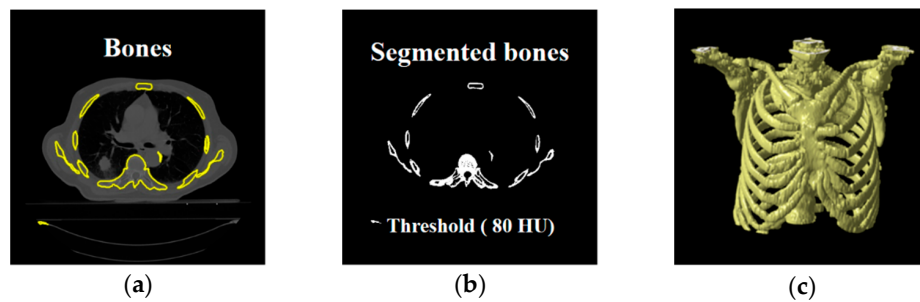 Bones
Segmented bones
Threshold ( 80 HU)
(a)
(b)
(c)